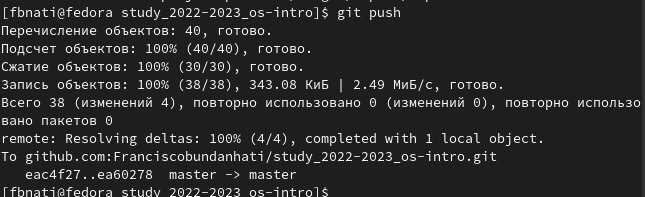 [fbnati@fedora study_2022-2023_os-intro]$ git push
Перечисление объектов: 40, готово.
Подсчет объектов: 100% (40/40), готово.
Сжатие объектов: 100% (30/30), готово.
Запись объектов: 100% (38/38), 343.08 КиБ | 2.49 МиБ/с, готово.
Всего 38 (изменений 4), повторно использовано 0 (изменений 0), повторно использо
вано пакетов 0
remote: Resolving deltas: 100% (4/4), completed with 1 local object.
To github.com:Franciscobundanhati/study_2022-2023_os-intro.git
   eac4f27..ea60278  master -> master
[fbnati@fedora study_2022-2023_os-intro]$